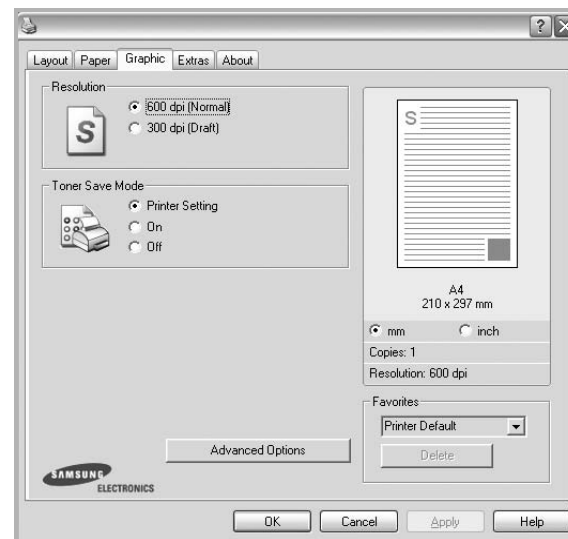 Layout Paper Graphic Extras About
Resolution
600 dpi (Normal)
300 dpi (Draft)
S
Toner Save Mode
Printer Setting
On
Off
S
A4
210 x 297 mm
mm inch
Copies: 1
Resolution: 600 dpi
Favorites
Printer Default
Delete
Advanced Options
SAMSUNG
ELECTRONICS
OK Cancel Apply Help